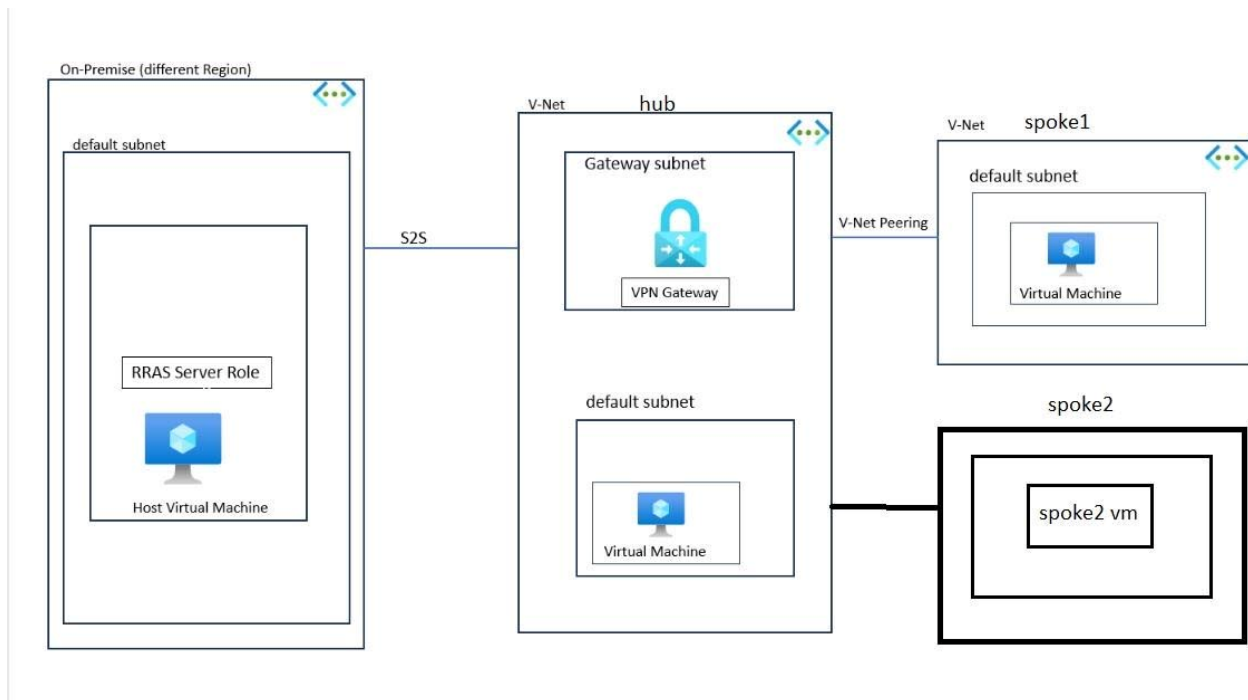 On-Premise (different Region)
default subnet
RRAS Server Role
Host Virtual Machine
S2S
V-Net
hub
Gateway subnet
VPN Gateway
default subnet
Virtual Machine
V-Net Peering
V-Net
spoke1
default subnet
Virtual Machine
spoke2
spoke2 vm